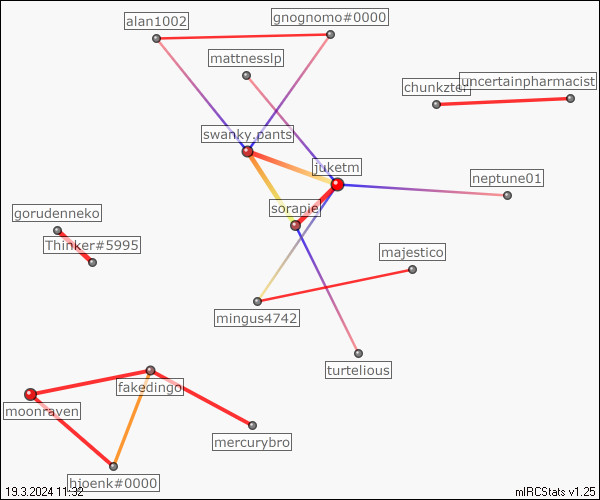 alan1002
gnognomo#0000
mattnesslp
chunkzter
uncertainpharmacist
swanky.pants
juketm
neptune01
sorapie
gorudenneko
Thinker#5995
majestico
mingus4742
turtelious
fakedingo
moonraven
mercurybro
hjoenk#0000
19.3.2024 11:32
mIRCStats v1.25